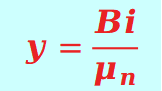 y = Bi / μₙ